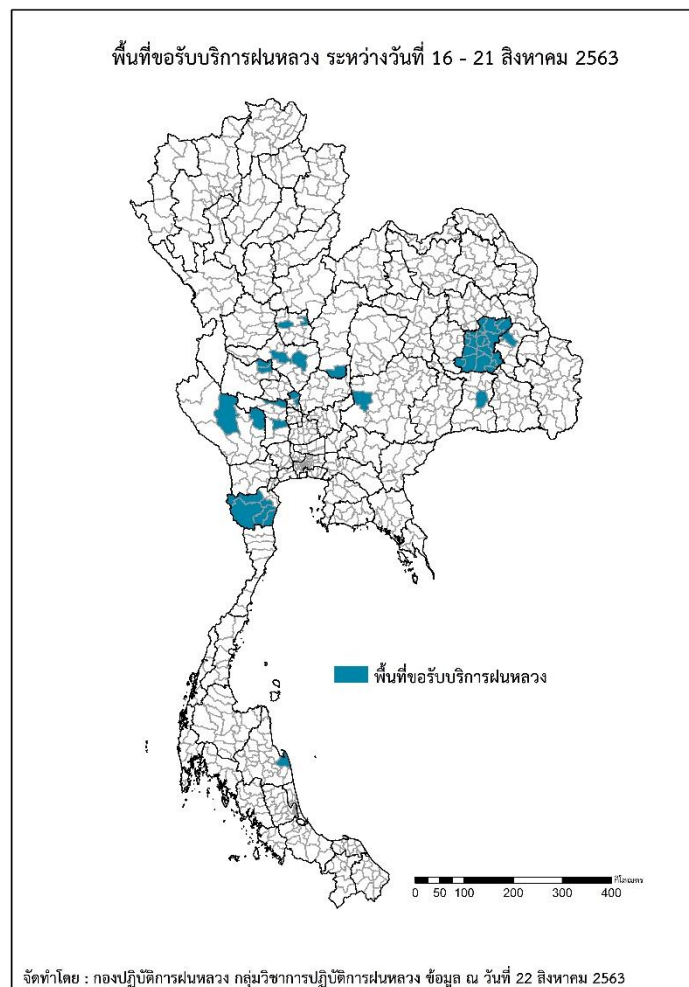 พื้นที่ขอรับบริการฝนหลวง ระหว่างวันที่ 16 - 21 สิงหาคม 2563
พื้นที่ขอรับบริการฝนหลวง
กิโลเมตร
0 50 100 200 300 400
จัดทำโดย : กองปฏิบัติการฝนหลวง กลุ่มวิชาการปฏิบัติการฝนหลวง ข้อมูล ณ วันที่ 22 สิงหาคม 2563